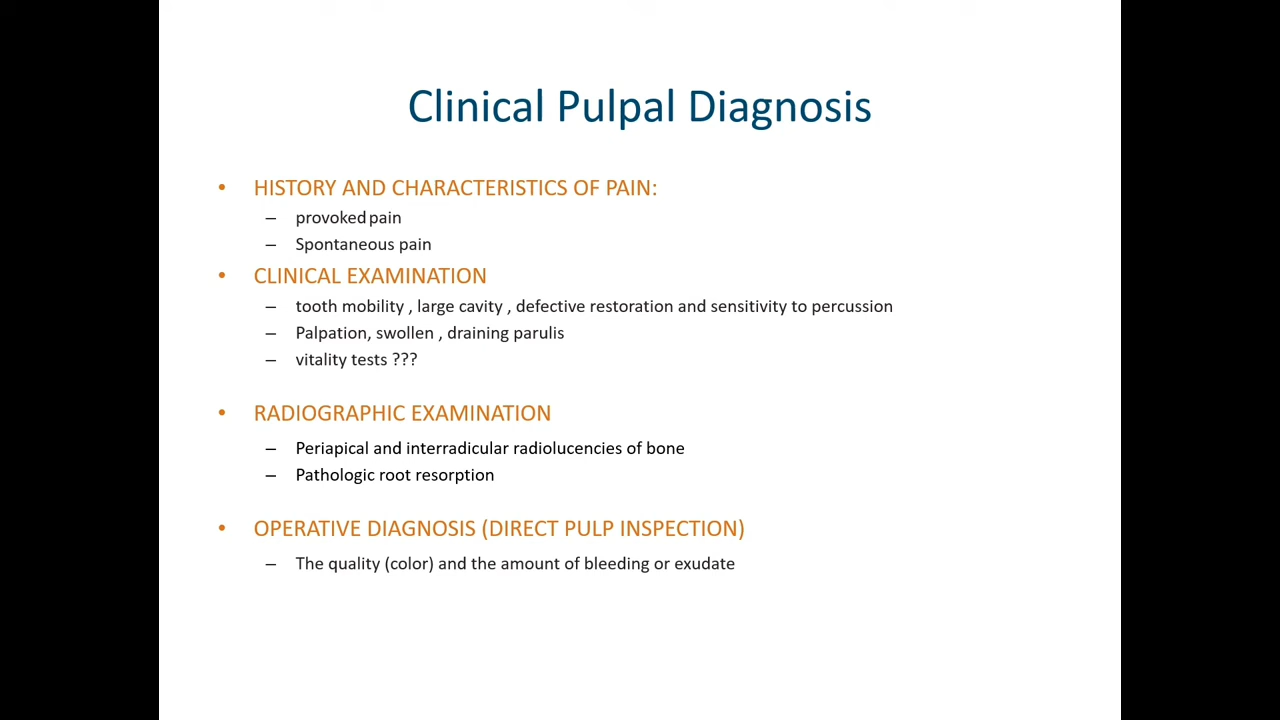 Clinical Pulpal Diagnosis
• HISTORY AND CHARACTERISTICS OF PAIN:
– provoked pain
– Spontaneous pain
• CLINICAL EXAMINATION
– tooth mobility , large cavity , defective restoration and sensitivity to percussion
– Palpation, swollen , draining parulis
– vitality tests ???
• RADIOGRAPHIC EXAMINATION
– Periapical and interradicular radiolucencies of bone
– Pathologic root resorption
• OPERATIVE DIAGNOSIS (DIRECT PULP INSPECTION)
– The quality (color) and the amount of bleeding or exudate